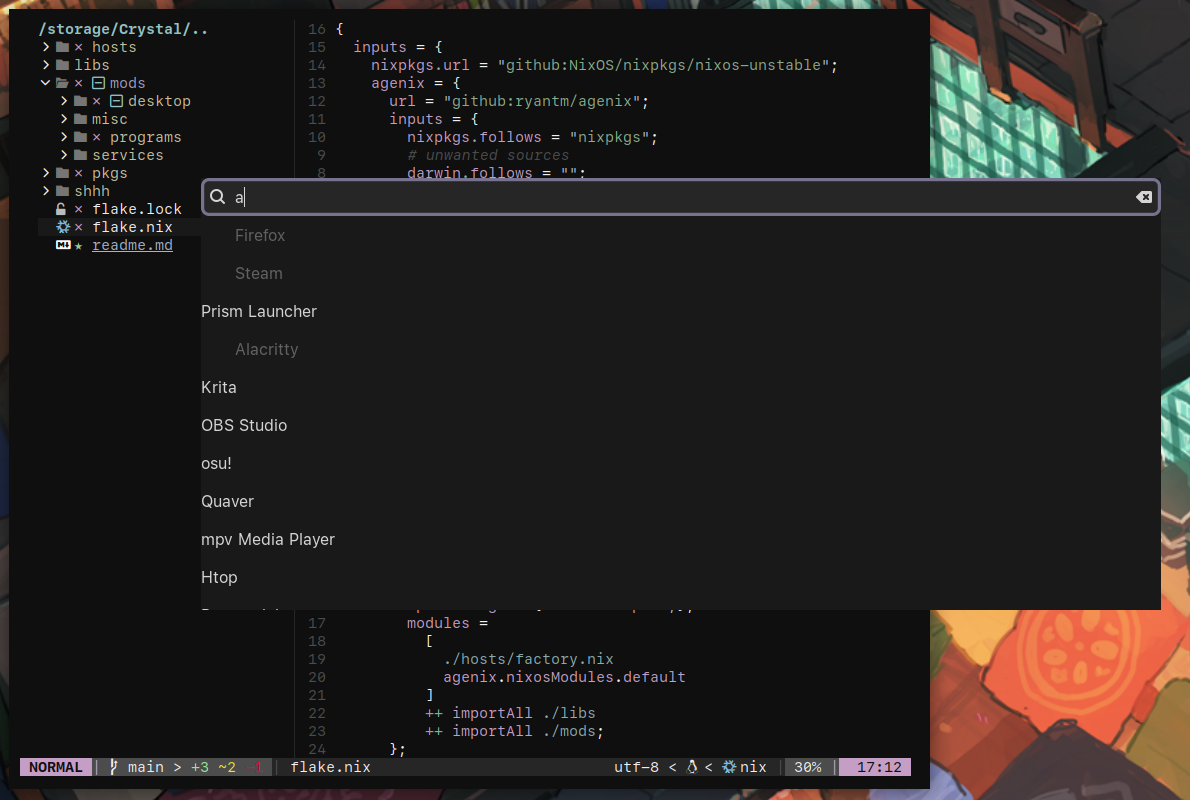 /storage/Crystal/..
hosts
libs
mods
desktop
misc
programs
services
pkgs
shhh
flake.lock
flake.nix
readme.md
16 {
15 inputs = {
14 nixpkgs.url = "github:NixOS/nixpkgs/nixos-unstable";
13 agenix = {
12 url = "github:ryantm/agenix";
11 inputs = {
10 nixpkgs.follows = "nixpkgs";
9 # unwanted sources
8 darwin.follows = "";
a
Firefox
Steam
Prism Launcher
Alacritty
Krita
OBS Studio
osu!
Quaver
mpv Media Player
Htop
17 modules =
18 [
19 ./hosts/factory.nix
20 agenix.nixosModules.default
21 ]
22 ++ importAll ./libs
23 ++ importAll ./mods;
24 };
NORMAL | main > +3 ~2 -1 | flake.nix utf-8 < < nix | 30% | 17:12